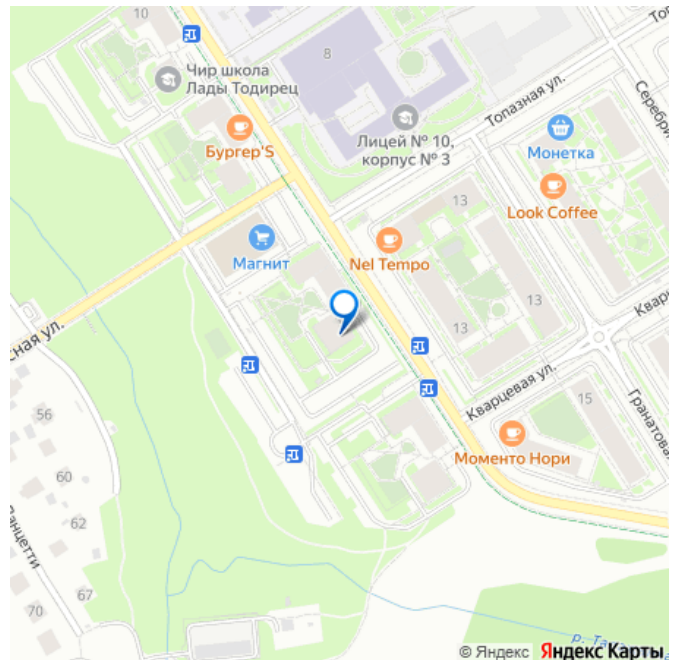 10
Чир школа
Лады Тодирец
8
Топазная ул.
Лицей № 10,
корпус № 3
Бургер'S
Монетка
Look Coffee
13
Магнит
Nel Tempo
13
13
Кварцевая ул.
15
Моменто Нори
56
60
62
67
70
© Яндекс Яндекс Карты